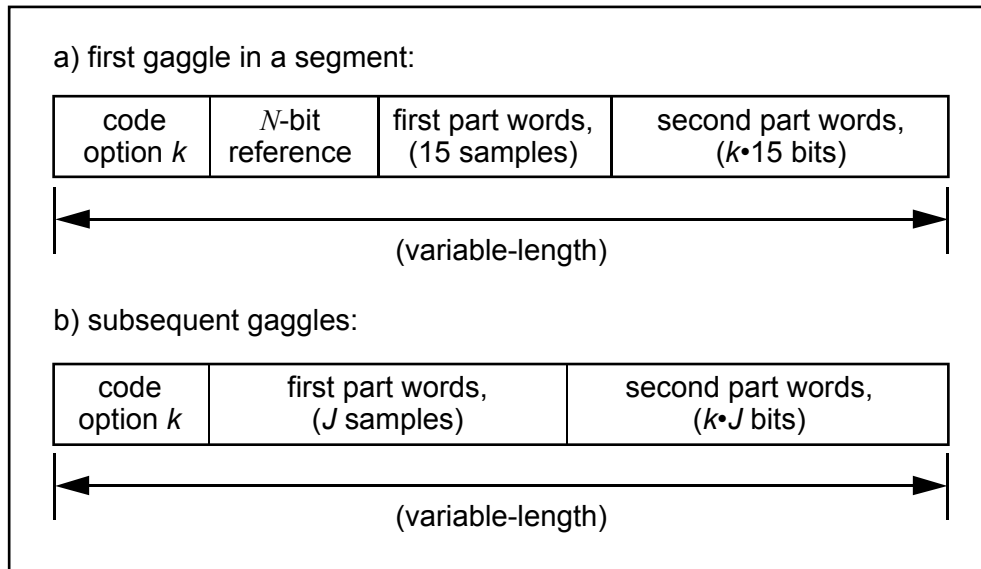 a) first gaggle in a segment:
code option k
N-bit reference
first part words, (15 samples)
second part words, (k•15 bits)
(variable-length)
b) subsequent gaggles:
code option k
first part words, (J samples)
second part words, (k•J bits)
(variable-length)